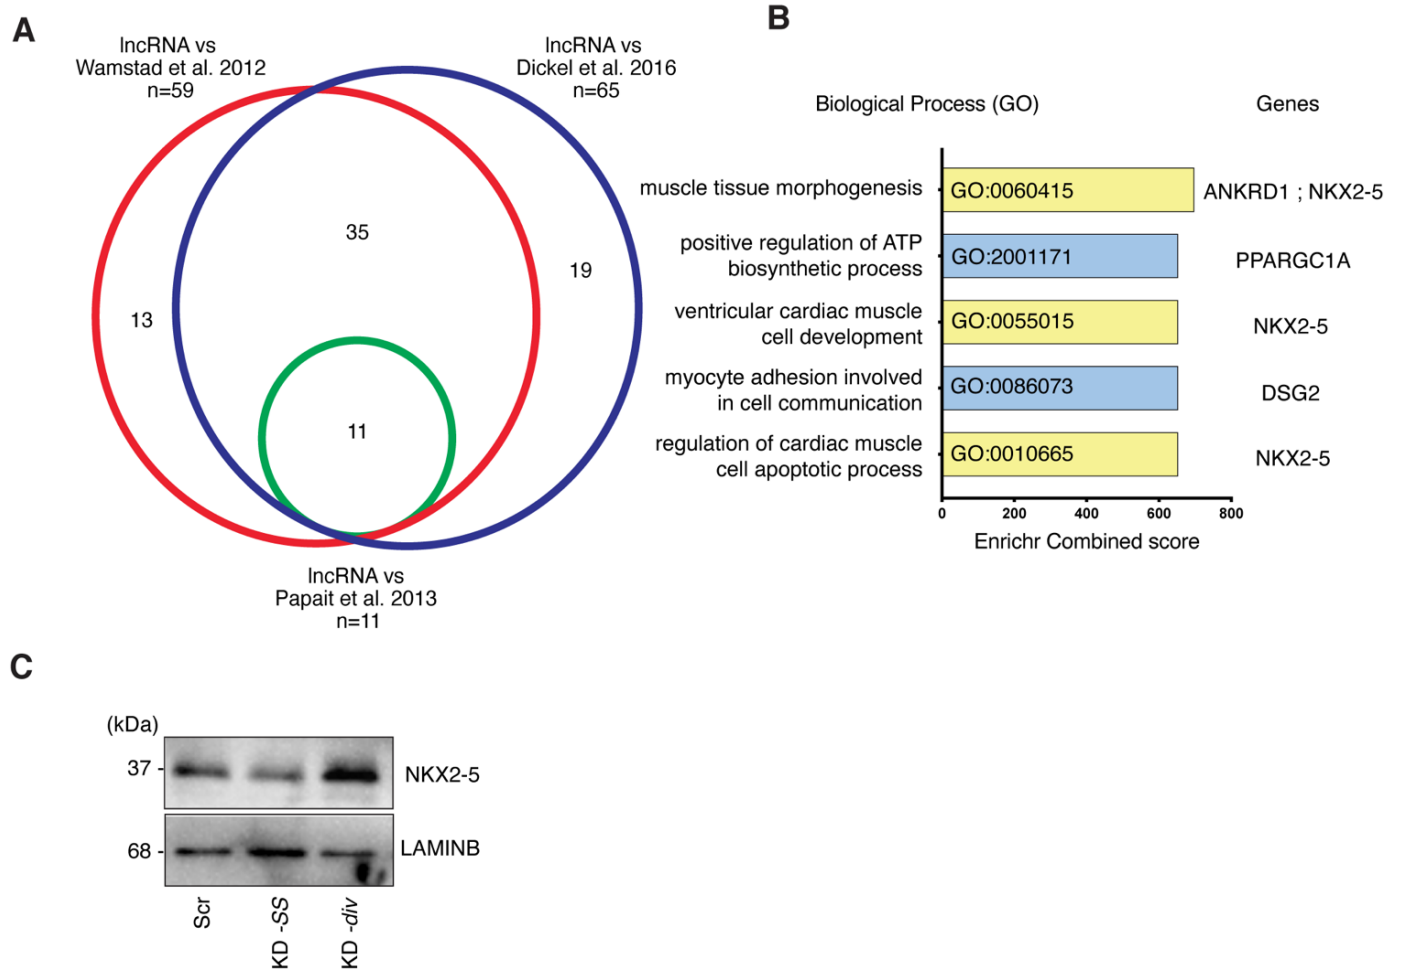 A
lncRNA vs
Wamstad et al. 2012
n=59
lncRNA vs
Dickel et al. 2016
n=65
35
19
13
11
lncRNA vs
Papait et al. 2013
n=11
B
Biological Process (GO)
Genes
muscle tissue morphogenesis
GO:0060415
ANKRD1 ; NKX2-5
positive regulation of ATP
biosynthetic process
GO:2001171
PPARGC1A
ventricular cardiac muscle
cell development
GO:0055015
NKX2-5
myocyte adhesion involved
in cell communication
GO:0086073
DSG2
regulation of cardiac muscle
cell apoptotic process
GO:0010665
NKX2-5
0 200 400 600 800
Enrichr Combined score
C
(kDa)
37 -
NKX2-5
68 -
LAMINB
Scr
KD -SS
KD -div